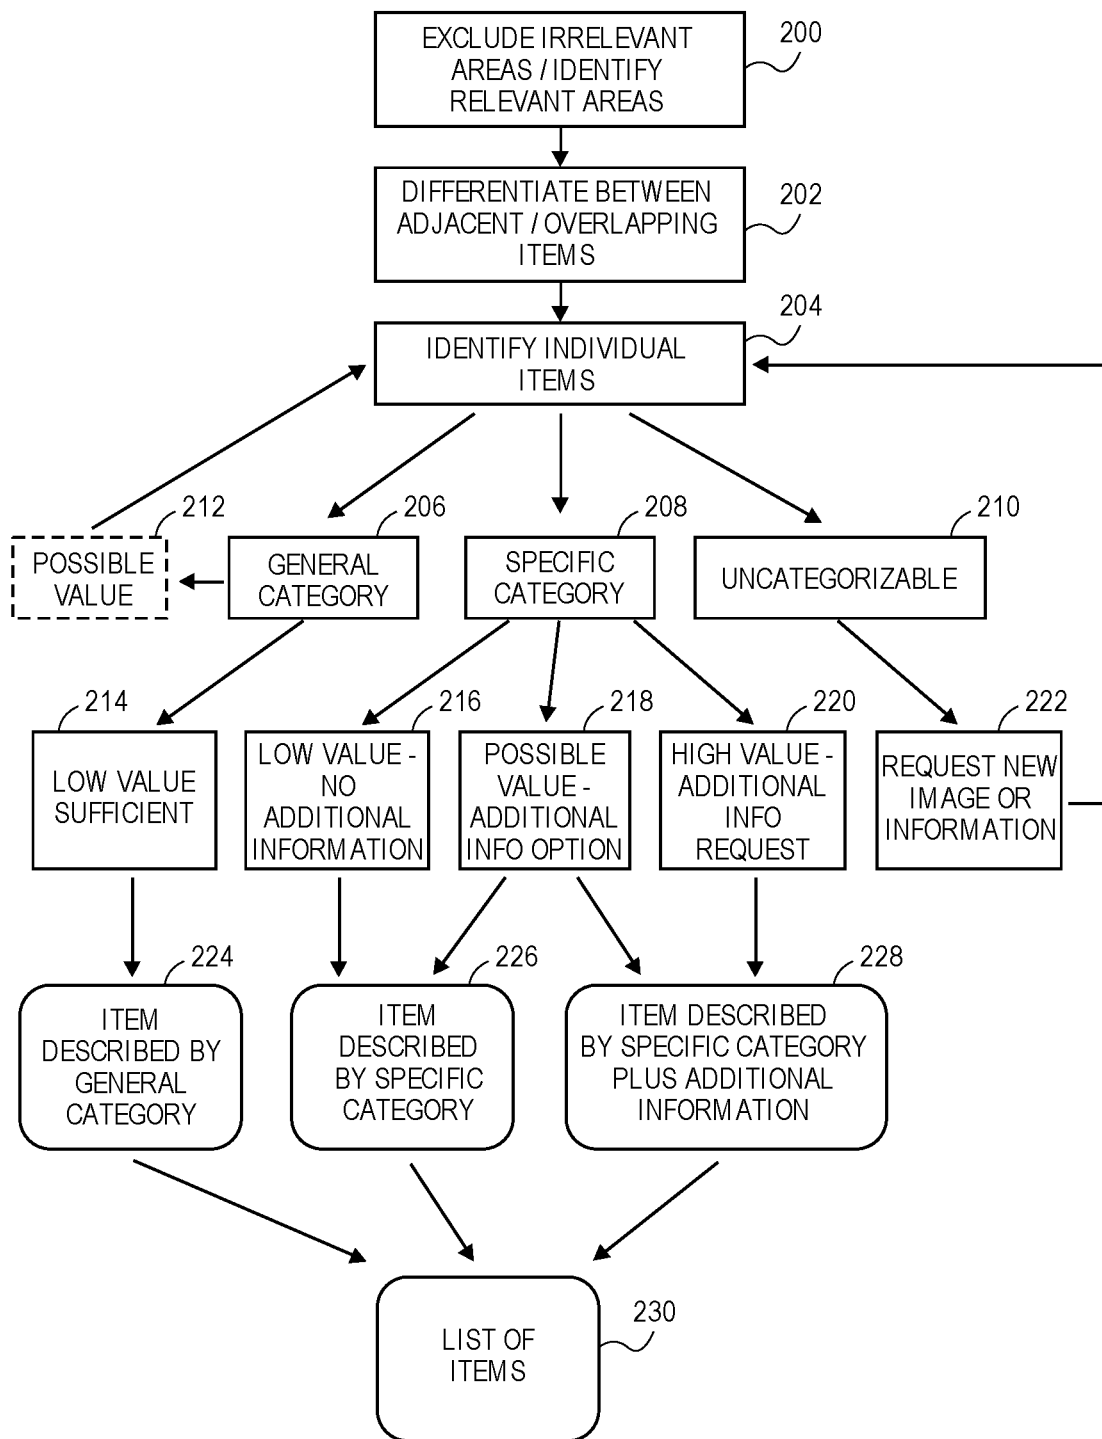 EXCLUDE IRRELEVANT
AREAS / IDENTIFY
RELEVANT AREAS
200
DIFFERENTIATE BETWEEN
ADJACENT / OVERLAPPING
ITEMS
202
IDENTIFY INDIVIDUAL
ITEMS
204
POSSIBLE
VALUE
212
GENERAL
CATEGORY
206
SPECIFIC
CATEGORY
208
UNCATEGORIZABLE
210
LOW VALUE
SUFFICIENT
214
LOW VALUE -
NO
ADDITIONAL
INFORMATION
216
POSSIBLE
VALUE -
ADDITIONAL
INFO OPTION
218
HIGH VALUE -
ADDITIONAL
INFO
REQUEST
220
REQUEST NEW
IMAGE OR
INFORMATION
222
ITEM
DESCRIBED BY
GENERAL
CATEGORY
224
ITEM
DESCRIBED
BY SPECIFIC
CATEGORY
226
ITEM DESCRIBED
BY SPECIFIC CATEGORY
PLUS ADDITIONAL
INFORMATION
228
LIST OF
ITEMS
230